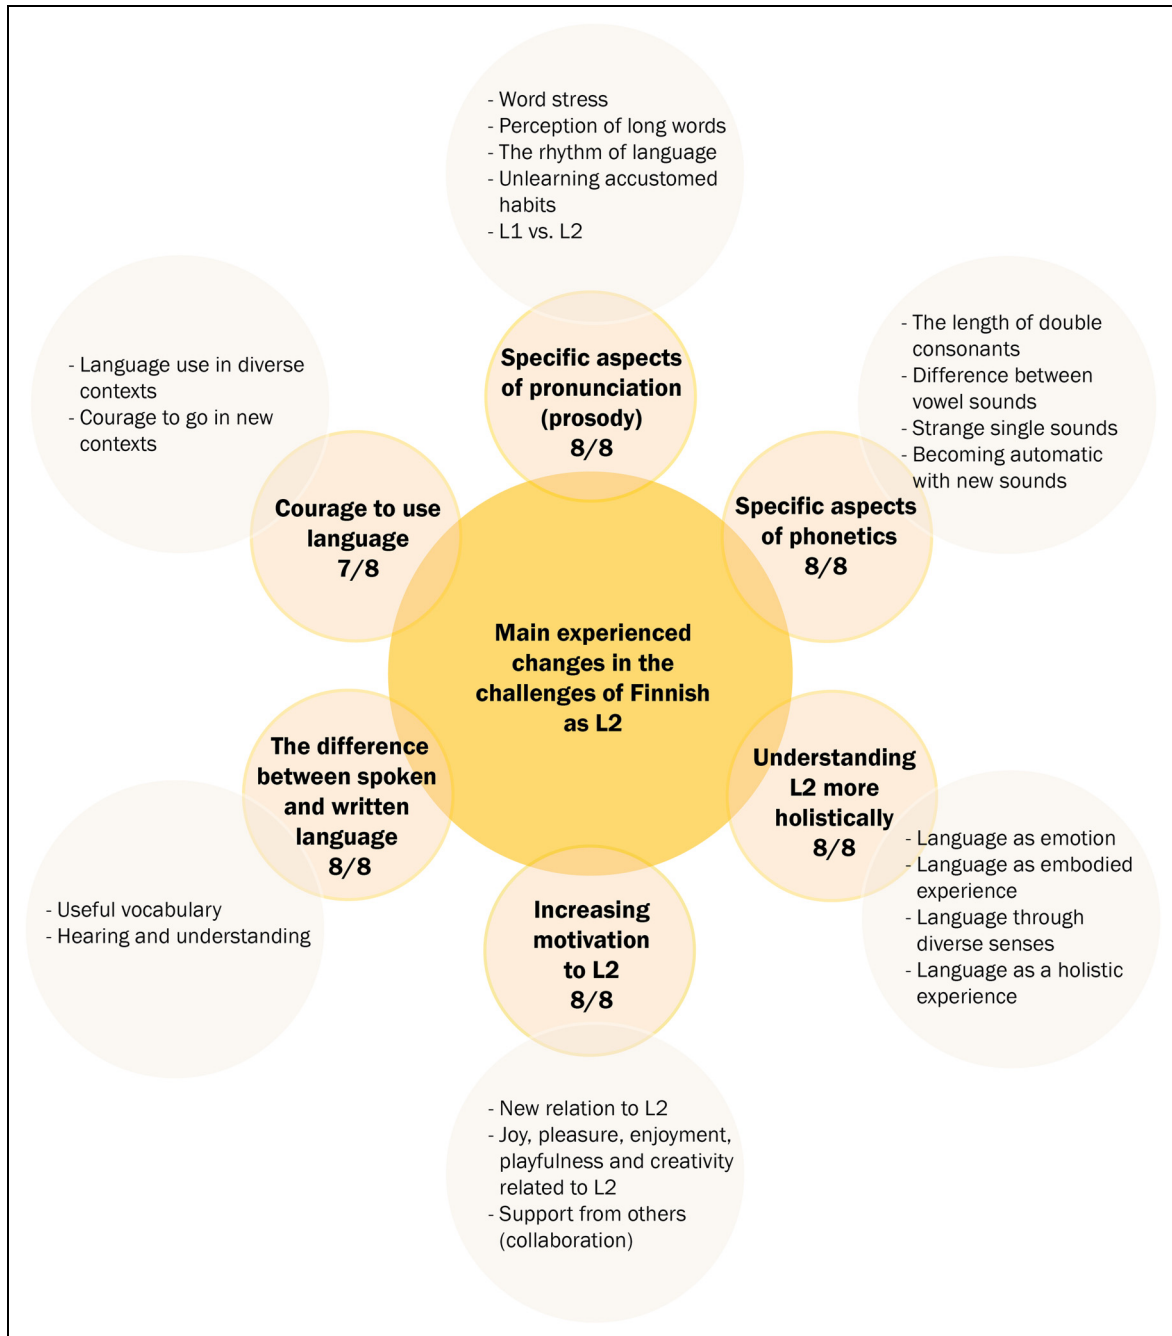 - Word stress
- Perception of long words
- The rhythm of language
- Unlearning accustomed
habits
- L1 vs. L2
Specific aspects
of pronunciation
(prosody)
8/8
- The length of double
consonants
- Difference between
vowel sounds
- Strange single sounds
- Becoming automatic
with new sounds
Specific aspects
of phonetics
8/8
- Language use in diverse
contexts
- Courage to go in new
contexts
Courage to use
language
7/8
Main experienced
changes in the
challenges of Finnish
as L2
Understanding
L2 more
holistically
8/8
- Language as emotion
- Language as embodied
experience
- Language through
diverse senses
- Language as a holistic
experience
The difference
between spoken
and written
language
8/8
- Useful vocabulary
- Hearing and understanding
Increasing
motivation
to L2
8/8
- New relation to L2
- Joy, pleasure, enjoyment,
playfulness and creativity
related to L2
- Support from others
(collaboration)